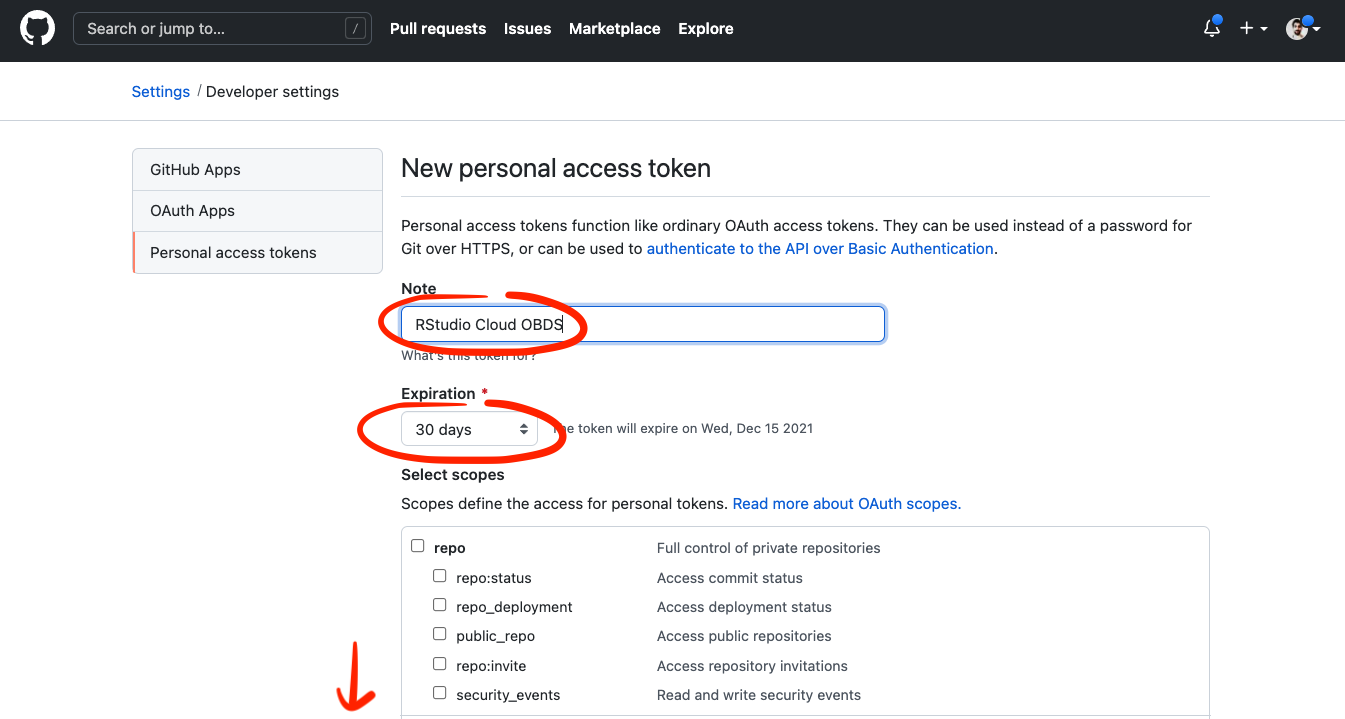 Search or jump to... /
Pull requests Issues Marketplace Explore
Settings / Developer settings
GitHub Apps
OAuth Apps
Personal access tokens
New personal access token
Personal access tokens function like ordinary OAuth access tokens. They can be used instead of a password for
Git over HTTPS, or can be used to authenticate to the API over Basic Authentication.
Note
RStudio Cloud OBDS
What's this token for?
Expiration *
30 days
The token will expire on Wed, Dec 15 2021
Select scopes
Scopes define the access for personal tokens. Read more about OAuth scopes.
repo Full control of private repositories
repo:status Access commit status
repo_deployment Access deployment status
public_repo Access public repositories
repo:invite Access repository invitations
security_events Read and write security events